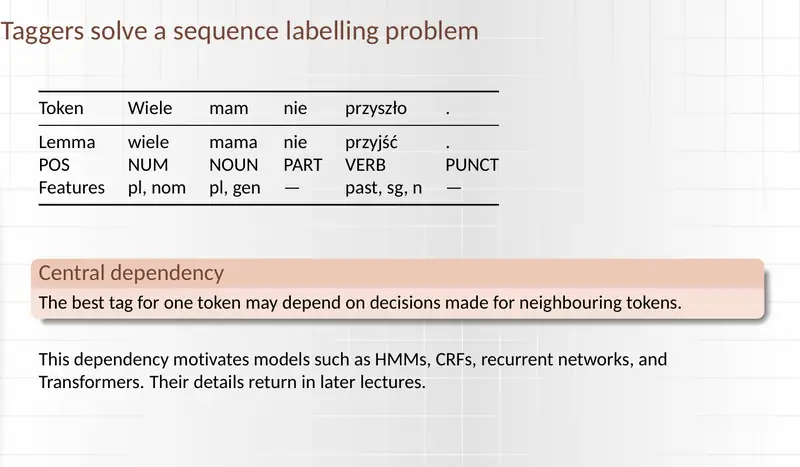 Taggers solve a sequence labelling problem
Token Wiele mam nie przyszło .
Lemma wiele mama nie przyjść .
POS NUM NOUN PART VERB PUNCT
Features pl, nom pl, gen — past, sg, n —
Central dependency
The best tag for one token may depend on decisions made for neighbouring tokens.
This dependency motivates models such as HMMs, CRFs, recurrent networks, and
Transformers. Their details return in later lectures.